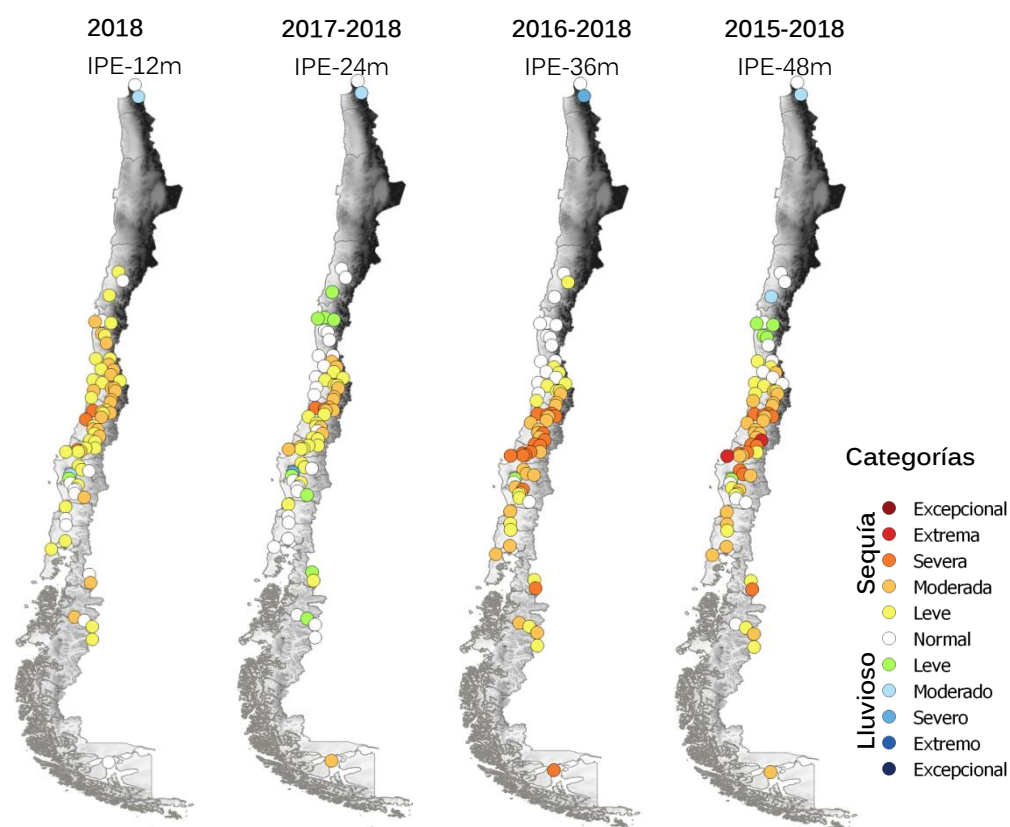 2018
IPE-12m
2017-2018
IPE-24m
2016-2018
IPE-36m
2015-2018
IPE-48m
Categorías
Sequía
Excepcional
Extrema
Severa
Moderada
Leve
Normal
Lluvioso
Leve
Moderado
Severo
Extremo
Excepcional